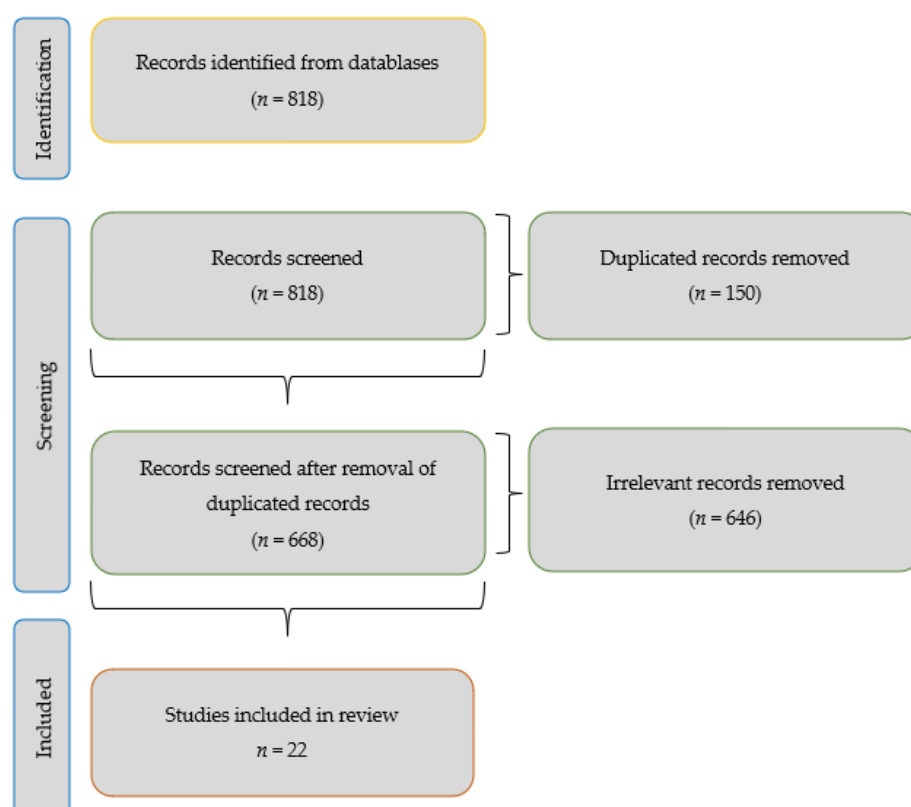 Identification
Records identified from datablases
(n = 818)
Screening
Records screened
(n = 818)
Duplicated records removed
(n = 150)
Records screened after removal of
duplicated records
(n = 668)
Irrelevant records removed
(n = 646)
Included
Studies included in review
n = 22